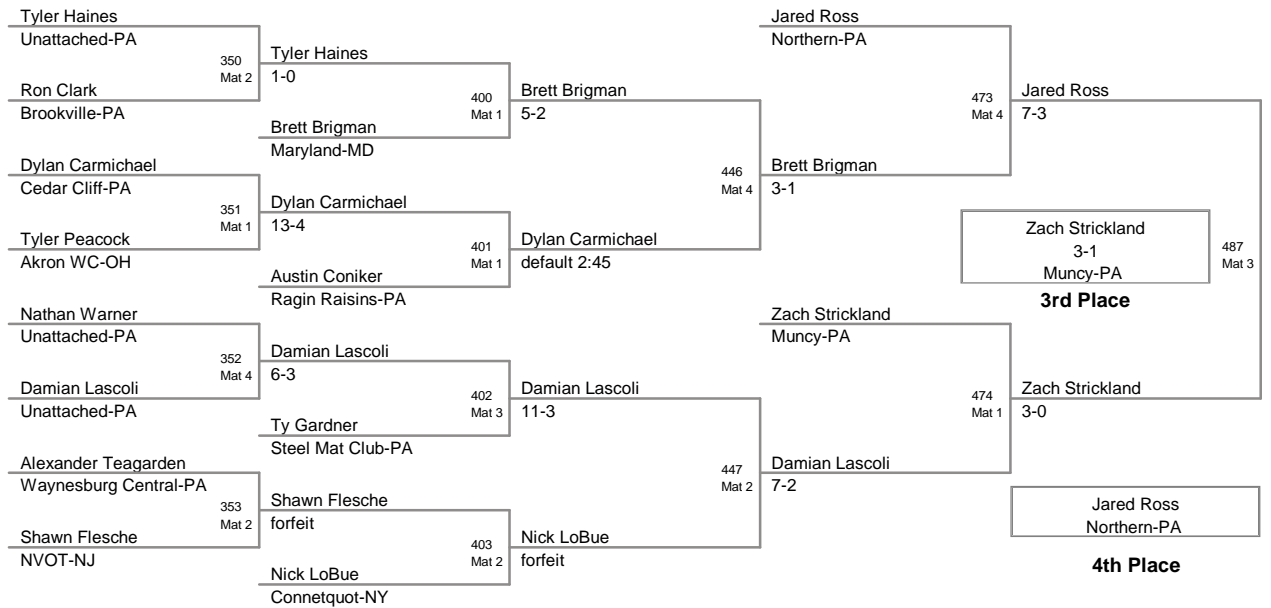 Tyler Haines
Unattached-PA
350
Mat 2
Ron Clark
Brookville-PA
Dylan Carmichael
Cedar Cliff-PA
351
Mat 1
Tyler Peacock
Akron WC-OH
Nathan Warner
Unattached-PA
352
Mat 4
Damian Lascoli
Unattached-PA
Alexander Teagarden
Waynesburg Central-PA
353
Mat 2
Shawn Flesche
NVOT-NJ
Tyler Haines
1-0
400
Mat 1
Brett Brigman
Maryland-MD
Dylan Carmichael
13-4
401
Mat 1
Austin Coniker
Ragin Raisins-PA
Damian Lascoli
6-3
402
Mat 3
Ty Gardner
Steel Mat Club-PA
Shawn Flesche
forfeit
403
Mat 2
Nick LoBue
Connetquot-NY
Brett Brigman
5-2
446
Mat 4
Dylan Carmichael
default 2:45
Damian Lascoli
11-3
447
Mat 2
Nick LoBue
forfeit
Jared Ross
Northern-PA
473
Mat 4
Brett Brigman
3-1
Zach Strickland
Muncy-PA
474
Mat 1
Damian Lascoli
7-2
Jared Ross
7-3
Zach Strickland
3-1
Muncy-PA
3rd Place
487
Mat 3
Zach Strickland
3-0
Jared Ross
Northern-PA
4th Place